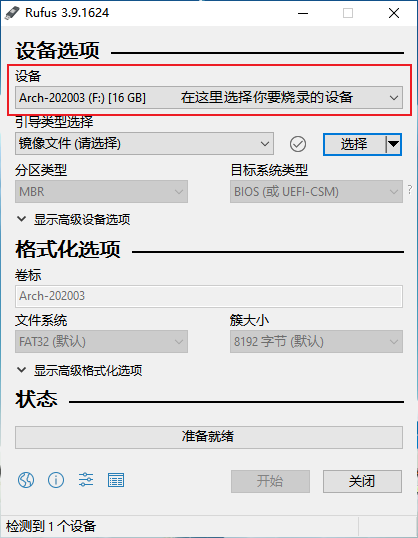 Rufus 3.9.1624
设备选项
设备
Arch-202003 (F:) [16 GB] 在这里选择你要烧录的设备
引导类型选择
镜像文件 (请选择) 选择
分区类型 目标系统类型
MBR BIOS (或 UEFI-CSM) ?
显示高级设备选项
格式化选项
卷标
Arch-202003
文件系统 簇大小
FAT32 (默认) 8192 字节 (默认)
显示高级格式化选项
状态
准备就绪
开始 关闭
检测到 1 个设备